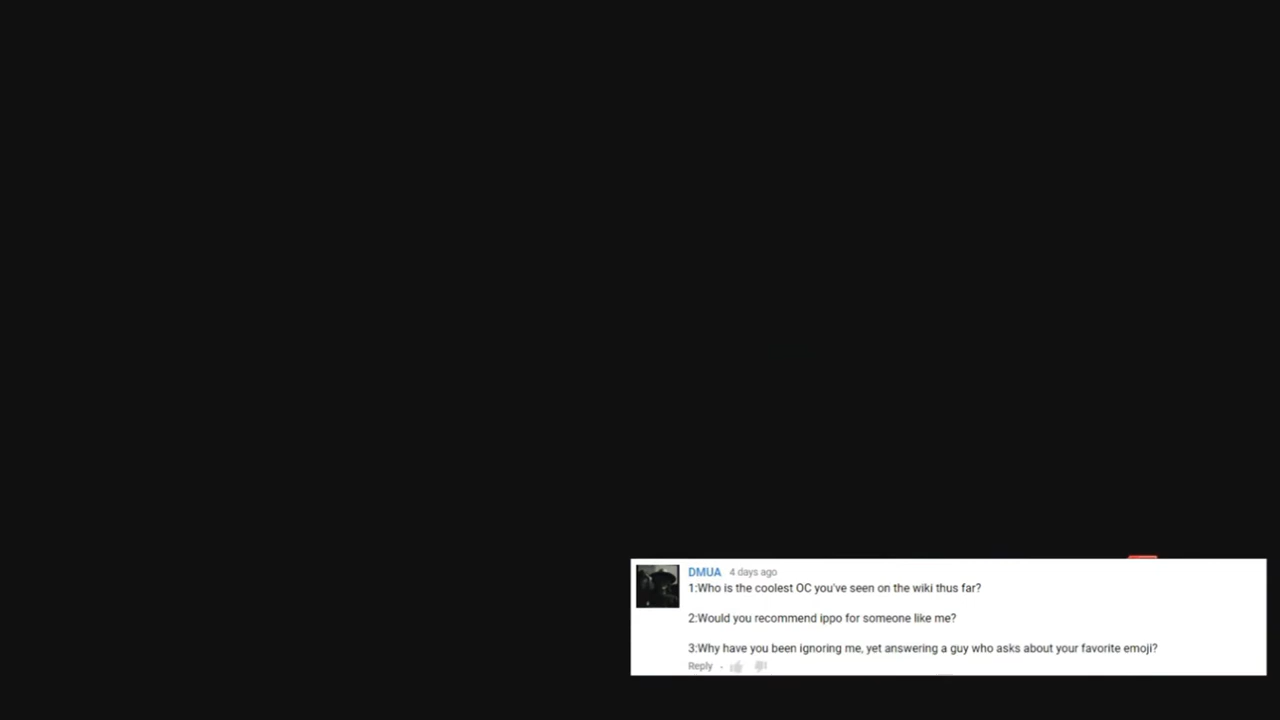 DMUA 4 days ago
1:Who is the coolest OC you've seen on the wiki thus far?
2:Would you recommend ippo for someone like me?
3:Why have you been ignoring me, yet answering a guy who asks about your favorite emoji?
Reply